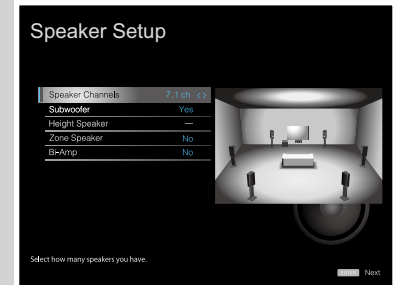 Speaker Setup
Speaker Channels 7.1 ch < >
Subwoofer Yes
Height Speaker ---
Zone Speaker No
Bi-Amp No
Select how many speakers you have.
ENTER Next